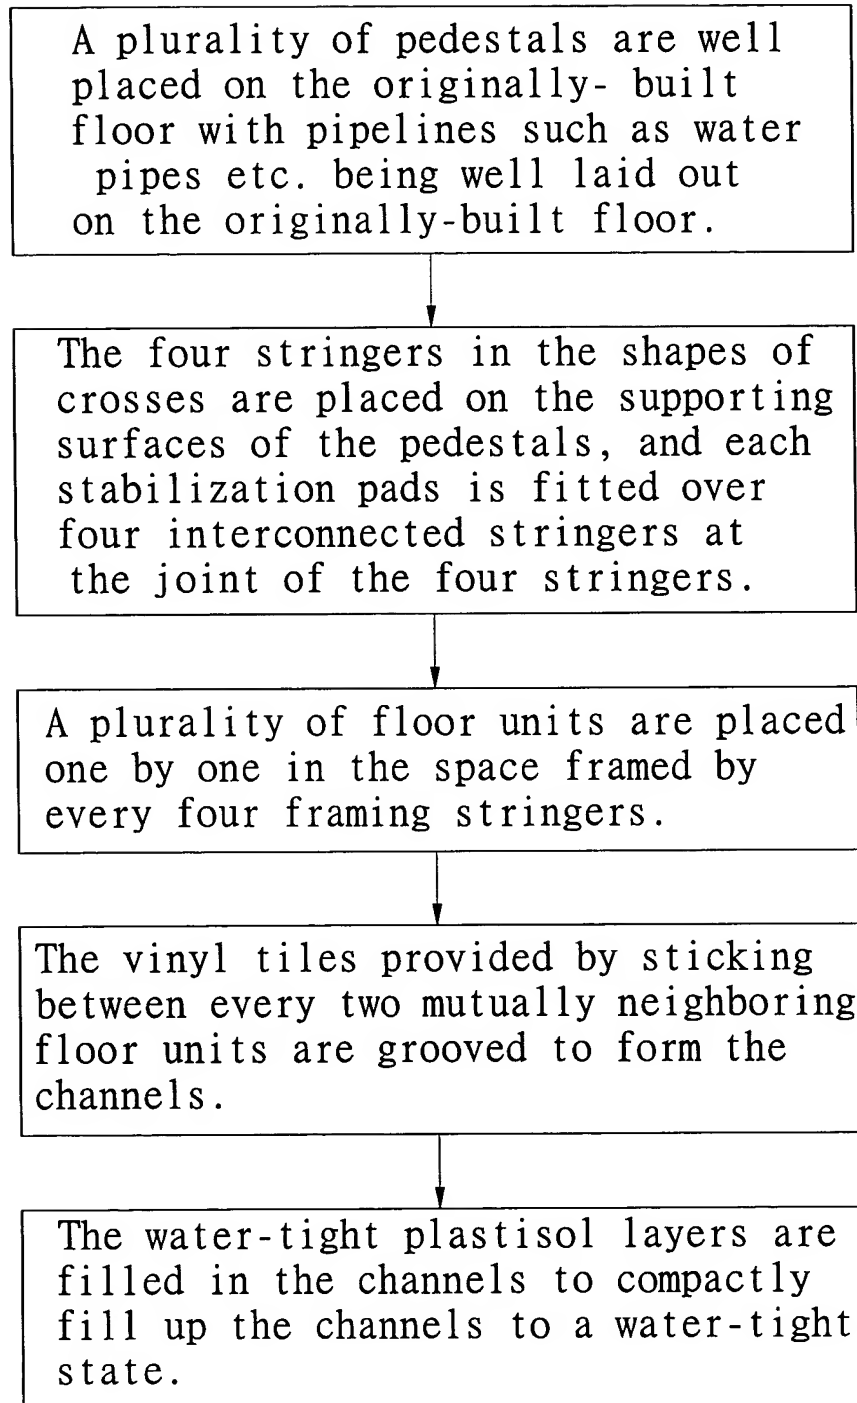 A plurality of pedestals are well
placed on the originally- built
floor with pipelines such as water
pipes etc. being well laid out
on the originally-built floor.
The four stringers in the shapes of
crosses are placed on the supporting
surfaces of the pedestals, and each
stabilization pads is fitted over
four interconnected stringers at
the joint of the four stringers.
A plurality of floor units are placed
one by one in the space framed by
every four framing stringers.
The vinyl tiles provided by sticking
between every two mutually neighboring
floor units are grooved to form the
channels.
The water-tight plastisol layers are
filled in the channels to compactly
fill up the channels to a water-tight
state.